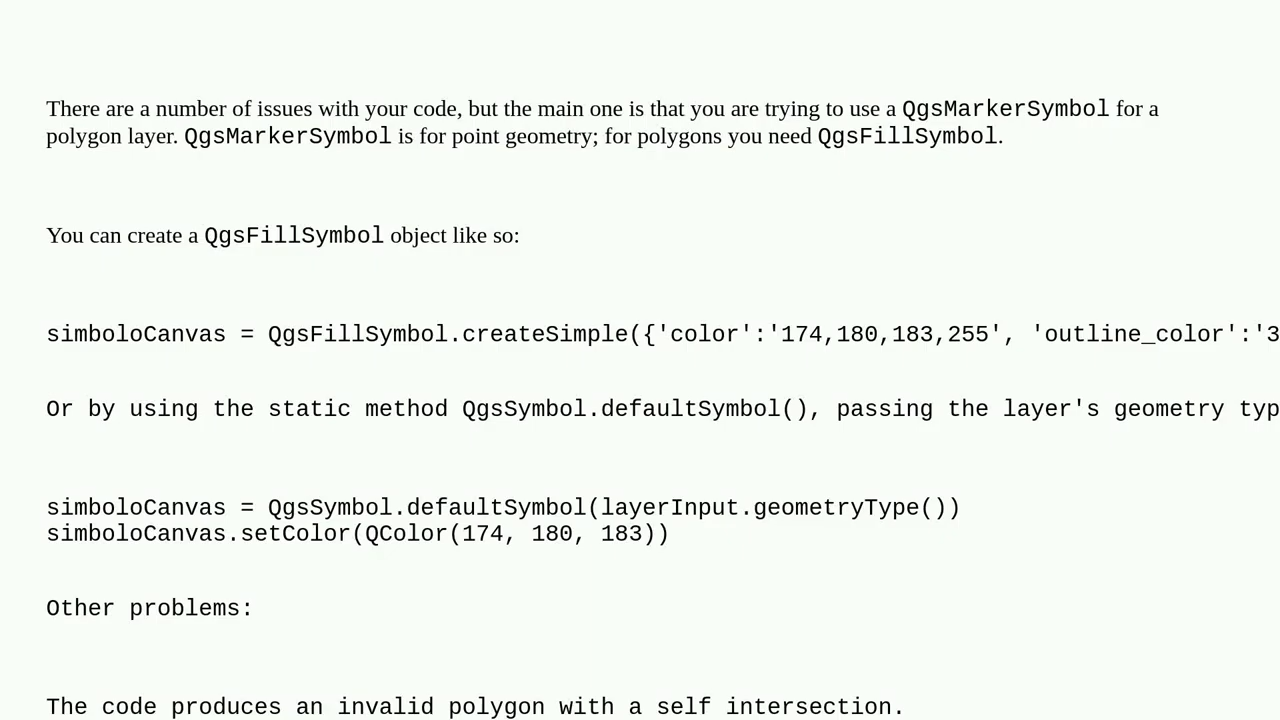 There are a number of issues with your code, but the main one is that you are trying to use a QgsMarkerSymbol for a
polygon layer. QgsMarkerSymbol is for point geometry; for polygons you need QgsFillSymbol.
You can create a QgsFillSymbol object like so:
simboloCanvas = QgsFillSymbol.createSimple({'color':'174,180,183,255', 'outline_color':'3
Or by using the static method QgsSymbol.defaultSymbol(), passing the layer's geometry typ
simboloCanvas = QgsSymbol.defaultSymbol(layerInput.geometryType())
simboloCanvas.setColor(QColor(174, 180, 183))
Other problems:
The code produces an invalid polygon with a self intersection.